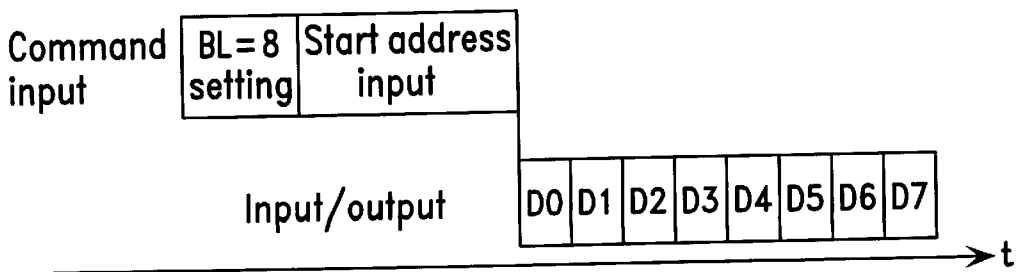 Command input
BL=8 setting
Start address input
Input/output
D0 D1 D2 D3 D4 D5 D6 D7
t